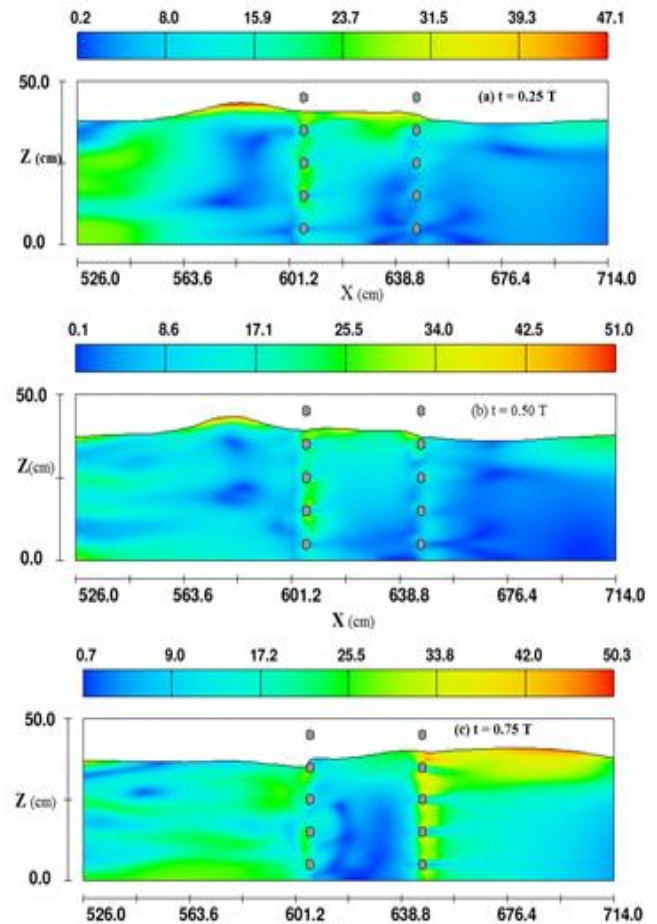 0.2 8.0 15.9 23.7 31.5 39.3 47.1
50.0
(a) t = 0.25 T
Z (cm)
0.0
526.0 563.6 601.2 638.8 676.4 714.0
X (cm)
0.1 8.6 17.1 25.5 34.0 42.5 51.0
50.0
(b) t = 0.50 T
Z(cm)
0.0
526.0 563.6 601.2 638.8 676.4 714.0
X (cm)
0.7 9.0 17.2 25.5 33.8 42.0 50.3
50.0
(c) t = 0.75 T
Z (cm)
0.0
526.0 563.6 601.2 638.8 676.4 714.0